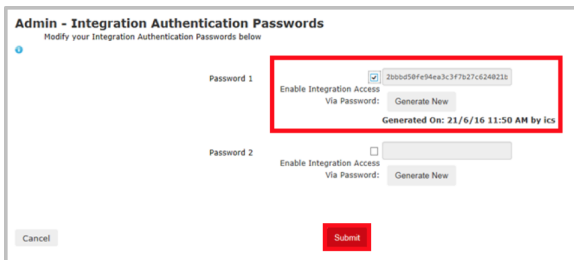 Admin - Integration Authentication Passwords
Modify your Integration Authentication Passwords below
Password 1
2bbbd50fe94ea3c3f7b27c624021b
Enable Integration Access
Via Password:
Generate New
Generated On: 21/6/16 11:50 AM by ics
Password 2
Enable Integration Access
Via Password:
Generate New
Cancel
Submit